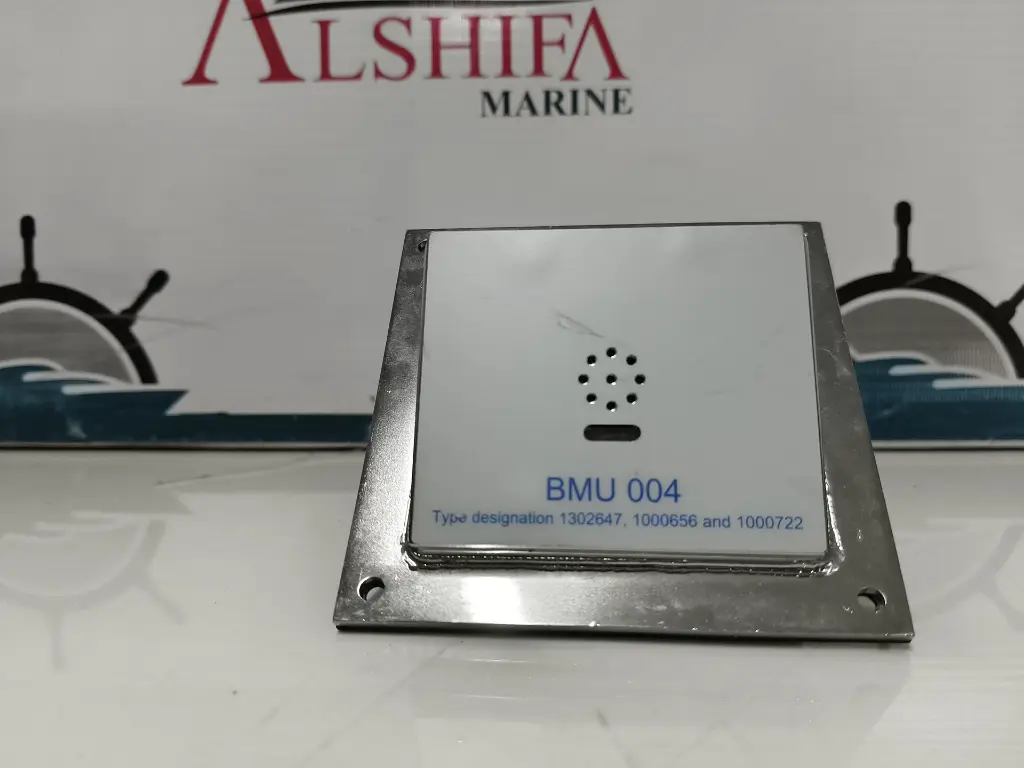 ALSHIFA
MARINE
BMU 004
Type designation 1302647, 1000656 and 1000722